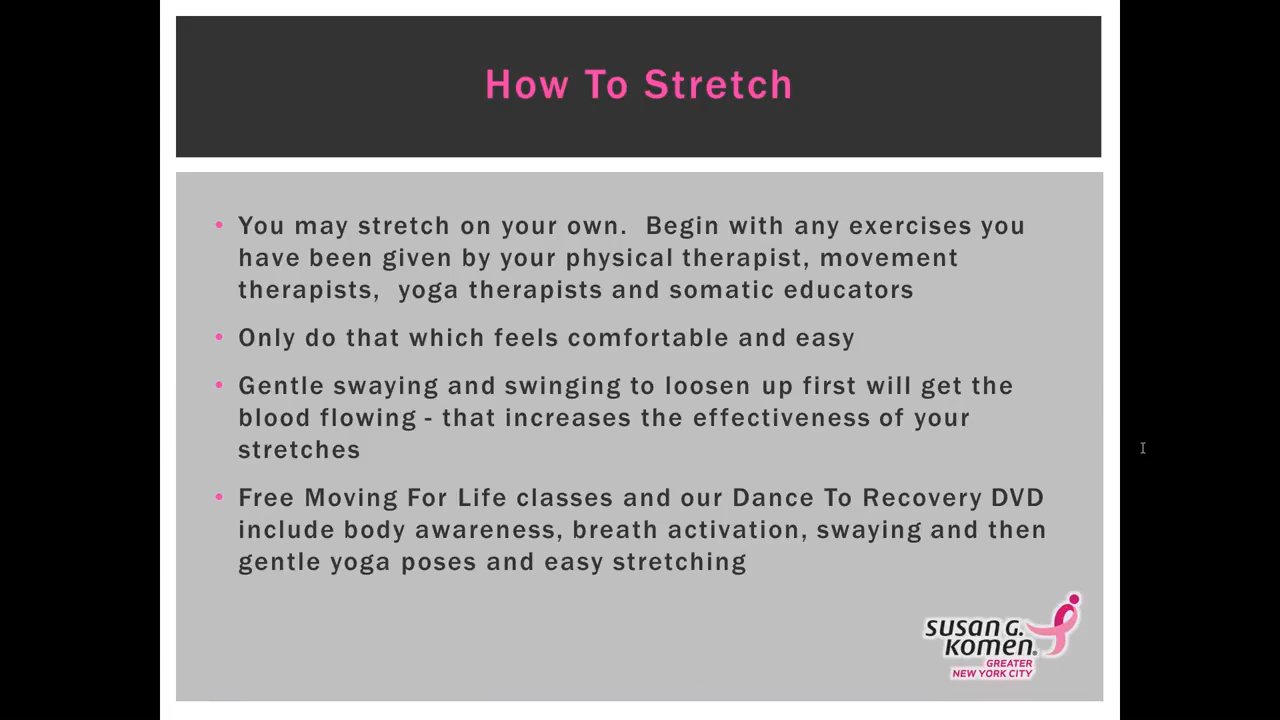 How To Stretch
• You may stretch on your own.  Begin with any exercises you
have been given by your physical therapist, movement
therapists,  yoga therapists and somatic educators
• Only do that which feels comfortable and easy
• Gentle swaying and swinging to loosen up first will get the
blood flowing - that increases the effectiveness of your
stretches
• Free Moving For Life classes and our Dance To Recovery DVD
include body awareness, breath activation, swaying and then
gentle yoga poses and easy stretching
susan G.
komen®
GREATER
NEW YORK CITY